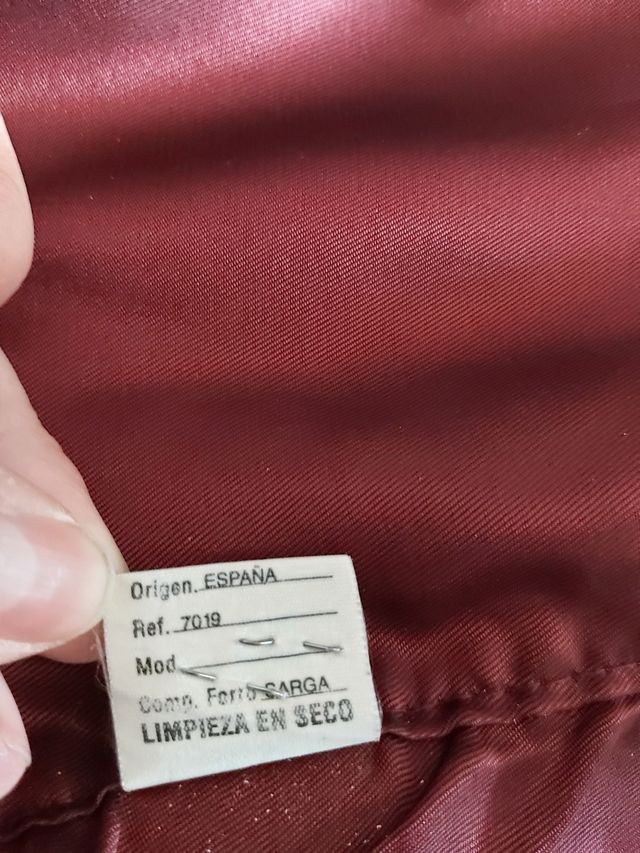 Origen. ESPAÑA
Ref. 7019
Mod
Comp. Forro SARGA
LIMPIEZA EN SECO